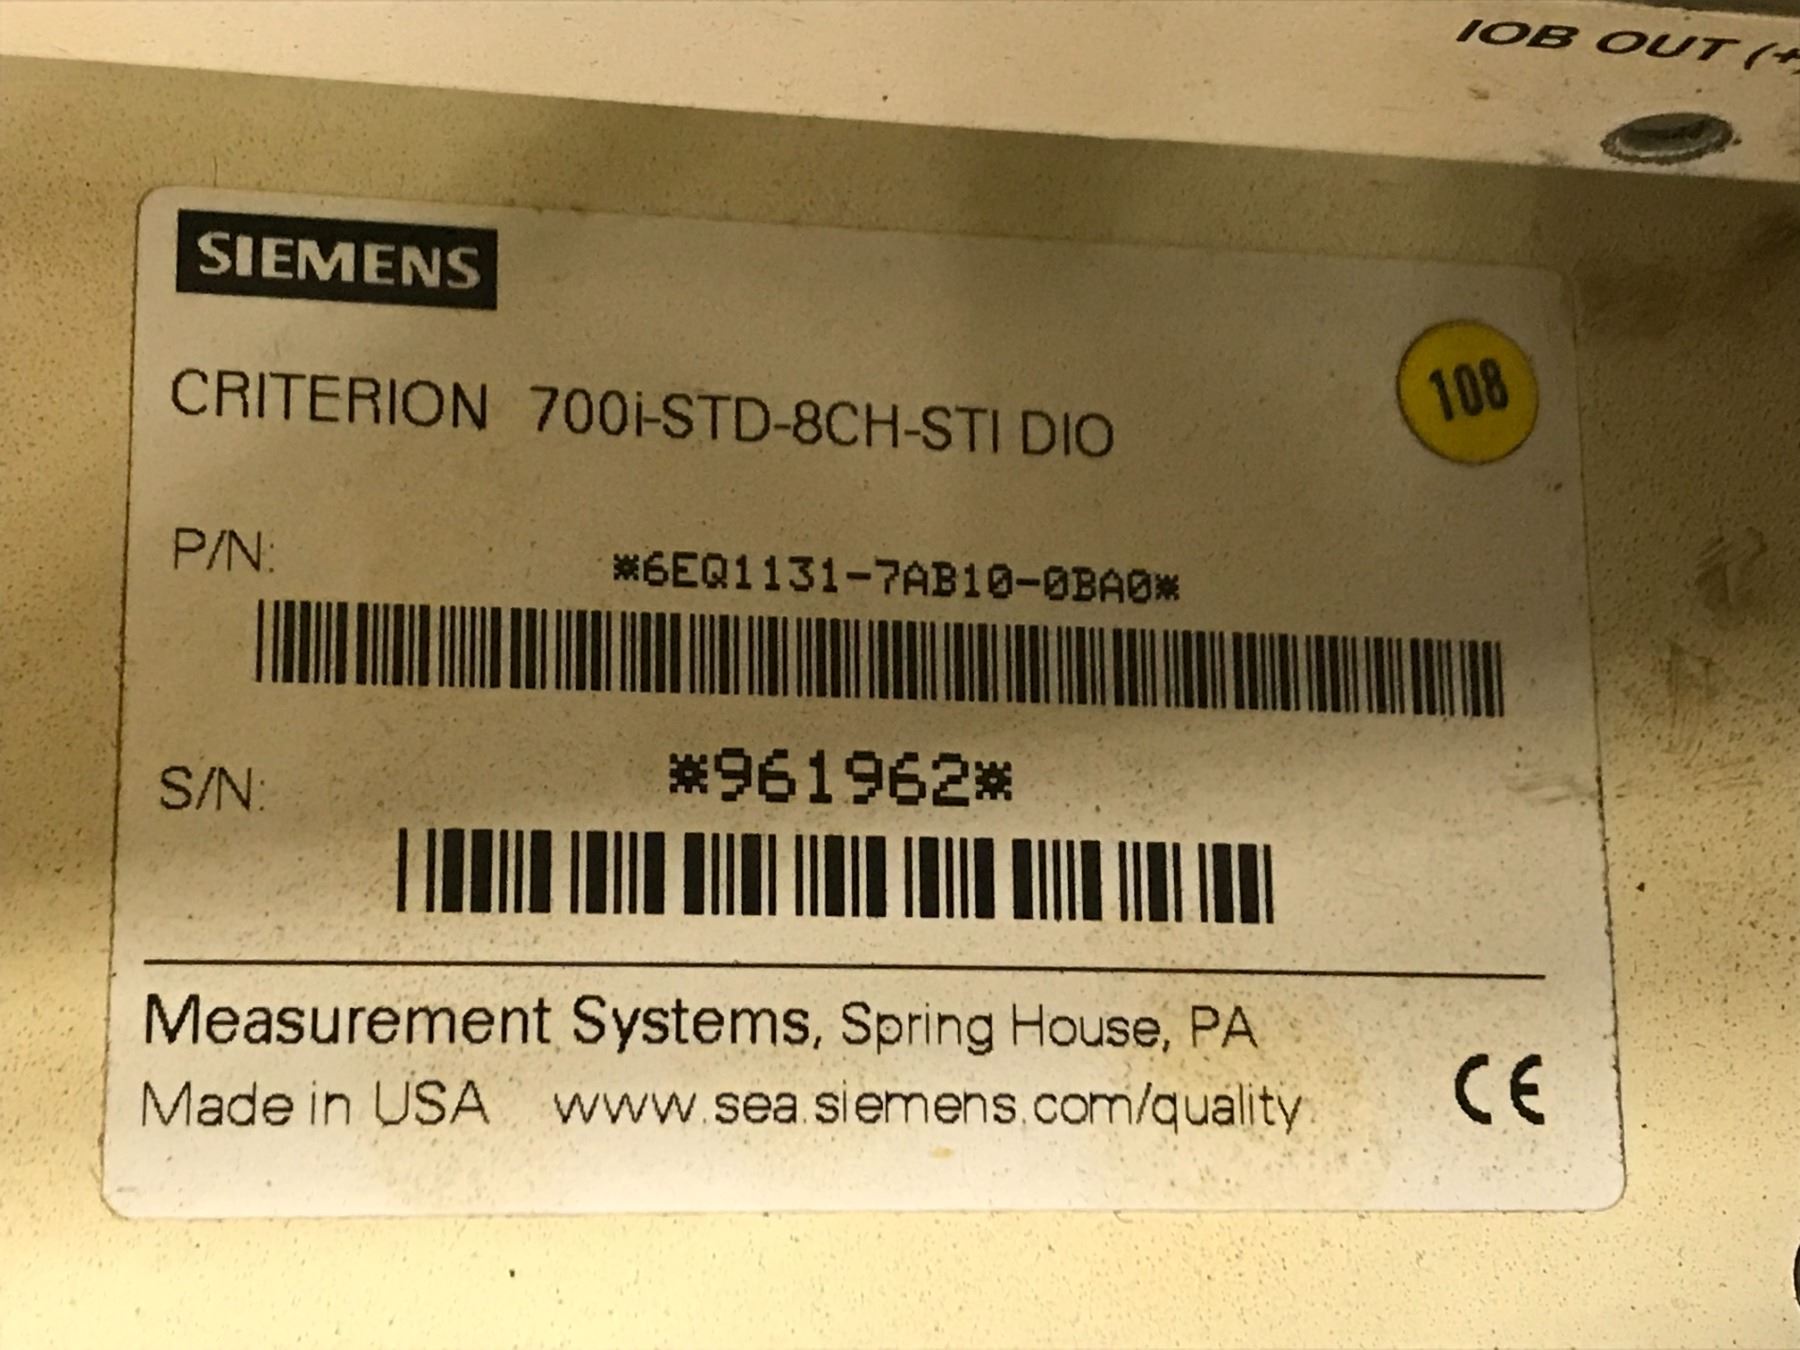 IOB OUT (+
SIEMENS
108
CRITERION 700i-STD-8CH-STI DIO
P/N:
*6EQ1131-7AB10-0BA0*
S/N:
*961962*
Measurement Systems, Spring House, PA
Made in USA www.sea.siemens.com/quality
CE